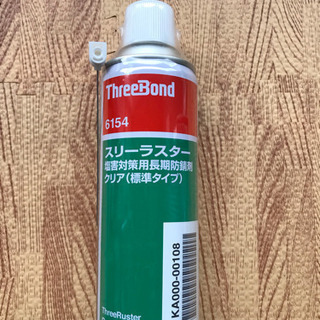 ThreeBond
6154
スリーラスター
塩害対策用長期防錆剤
クリア（標準タイプ）
KA000-00108
ThreeRuster